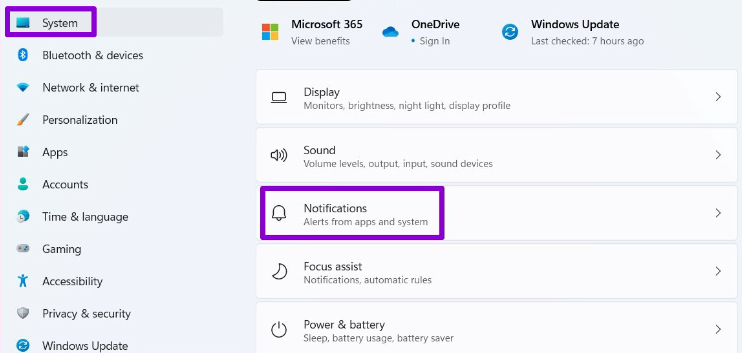 System
Bluetooth & devices
Network & internet
Personalization
Apps
Accounts
Time & language
Gaming
Accessibility
Privacy & security
Windows Update
Microsoft 365
View benefits
OneDrive
• Sign In
Windows Update
Last checked: 7 hours ago
Display
Monitors, brightness, night light, display profile
Sound
Volume levels, output, input, sound devices
Notifications
Alerts from apps and system
Focus assist
Notifications, automatic rules
Power & battery
Sleep, battery usage, battery saver